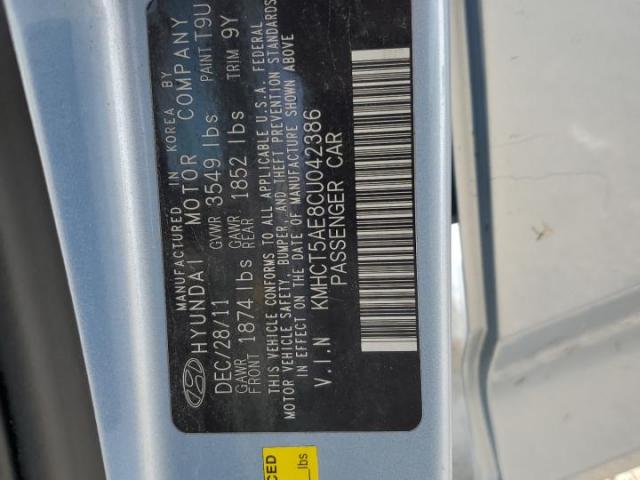 MANUFACTURED IN KOREA BY
HYUNDAI MOTOR COMPANY
DEC/28/11 GVWR 3549 lbs PAINT T9U
GAWR FRONT 1874 lbs GAWR REAR 1852 lbs TRIM 9Y
THIS VEHICLE CONFORMS TO ALL APPLICABLE U.S.A. FEDERAL
MOTOR VEHICLE SAFETY, BUMPER, AND THEFT PREVENTION STANDARDS
IN EFFECT ON THE DATE OF MANUFACTURE SHOWN ABOVE
V.I.N KMHCT5AE8CU042386
PASSENGER CAR
CED
lbs